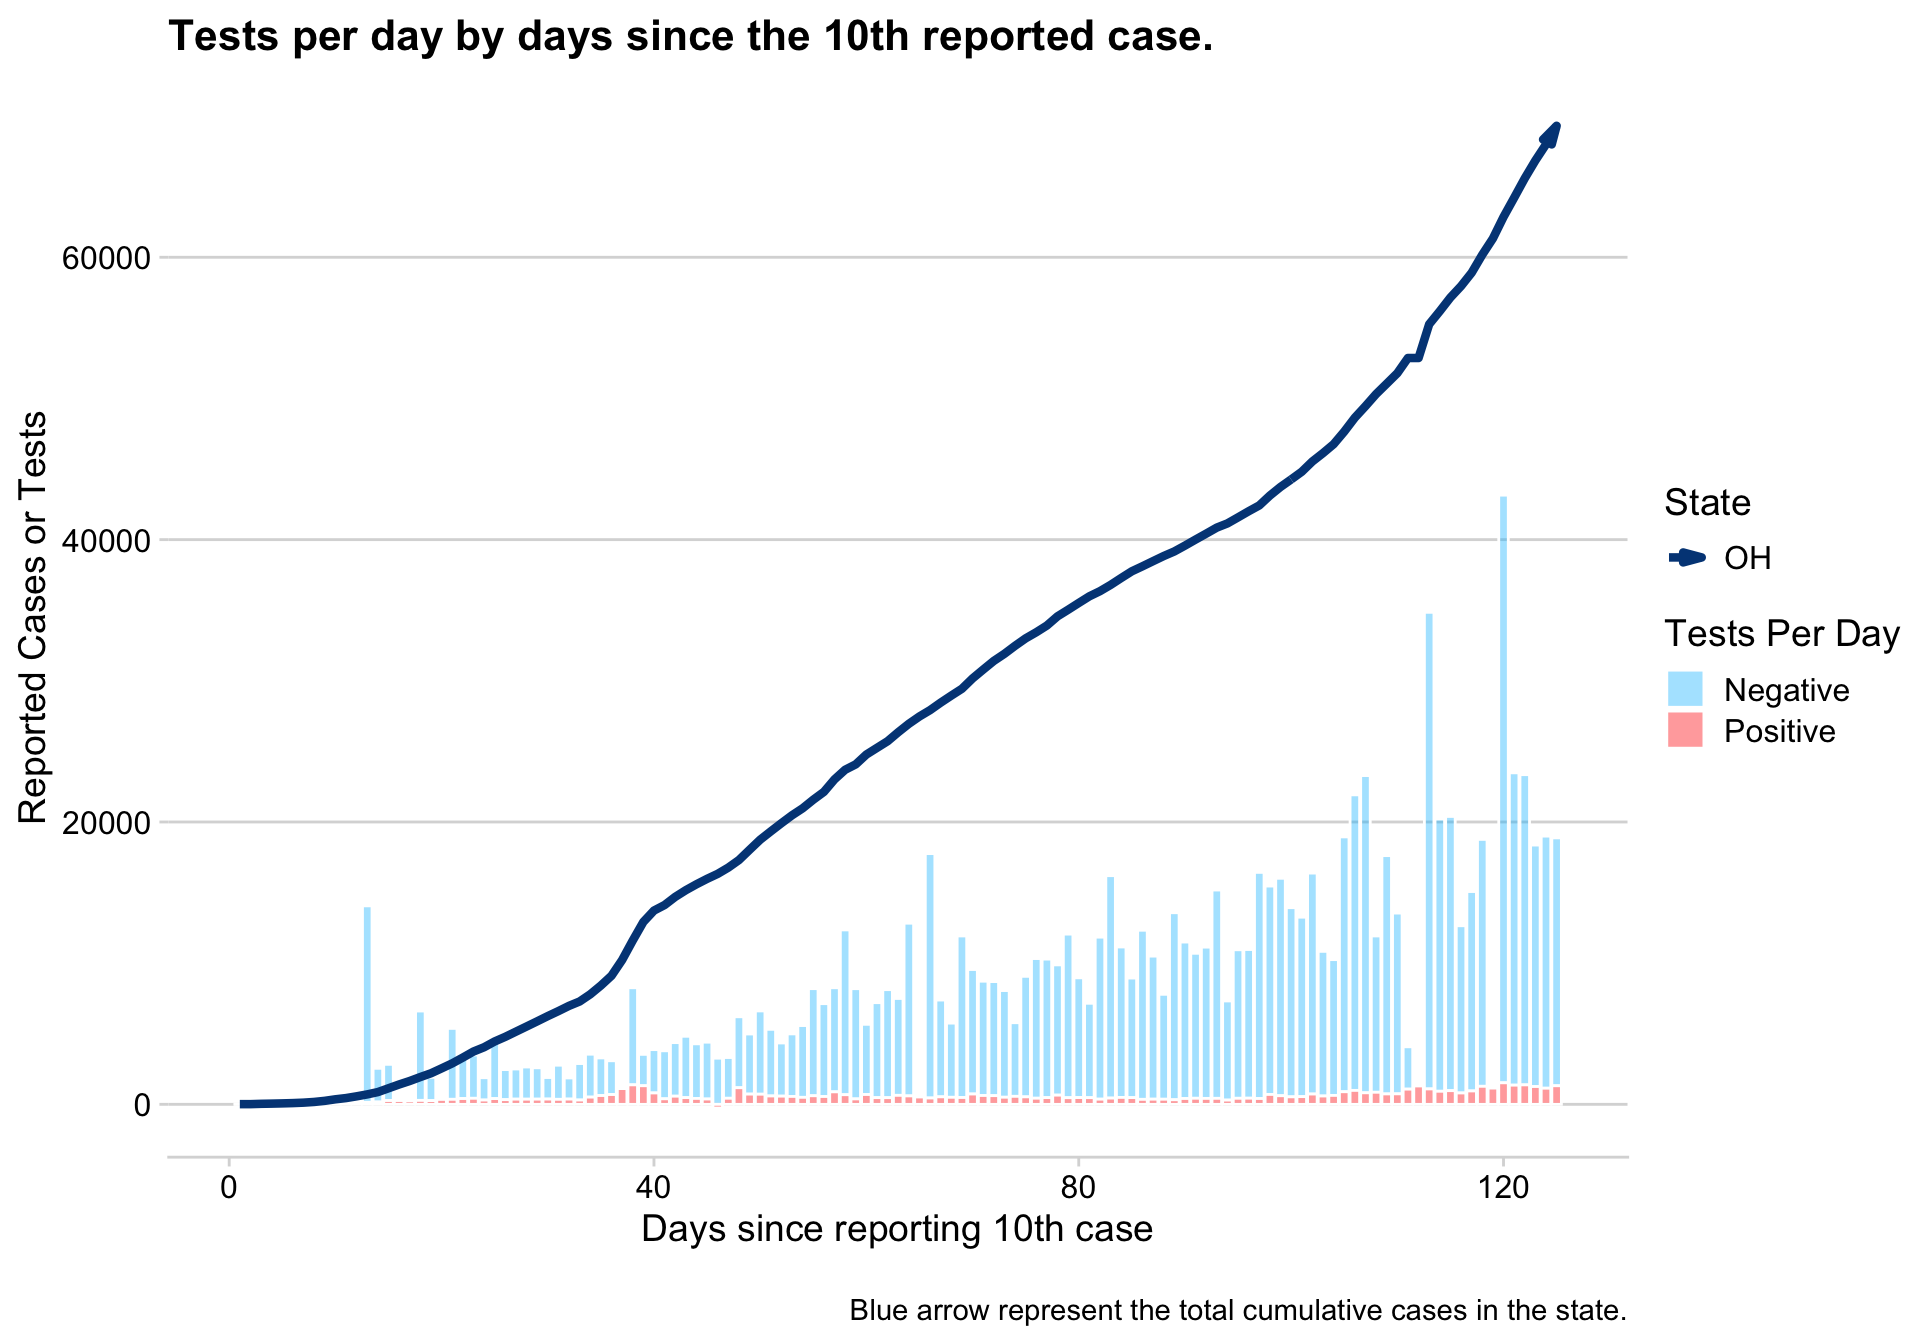 Tests per day by days since the 10th reported case.
60000
40000
20000
0
Reported Cases or Tests
0 40 80 120
Days since reporting 10th case
State
OH
Tests Per Day
Negative
Positive
Blue arrow represent the total cumulative cases in the state.